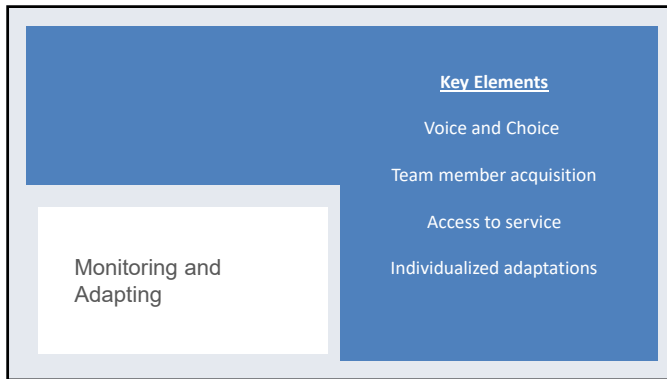 Key Elements
Voice and Choice
Team member acquisition
Access to service
Individualized adaptations
Monitoring and
Adapting